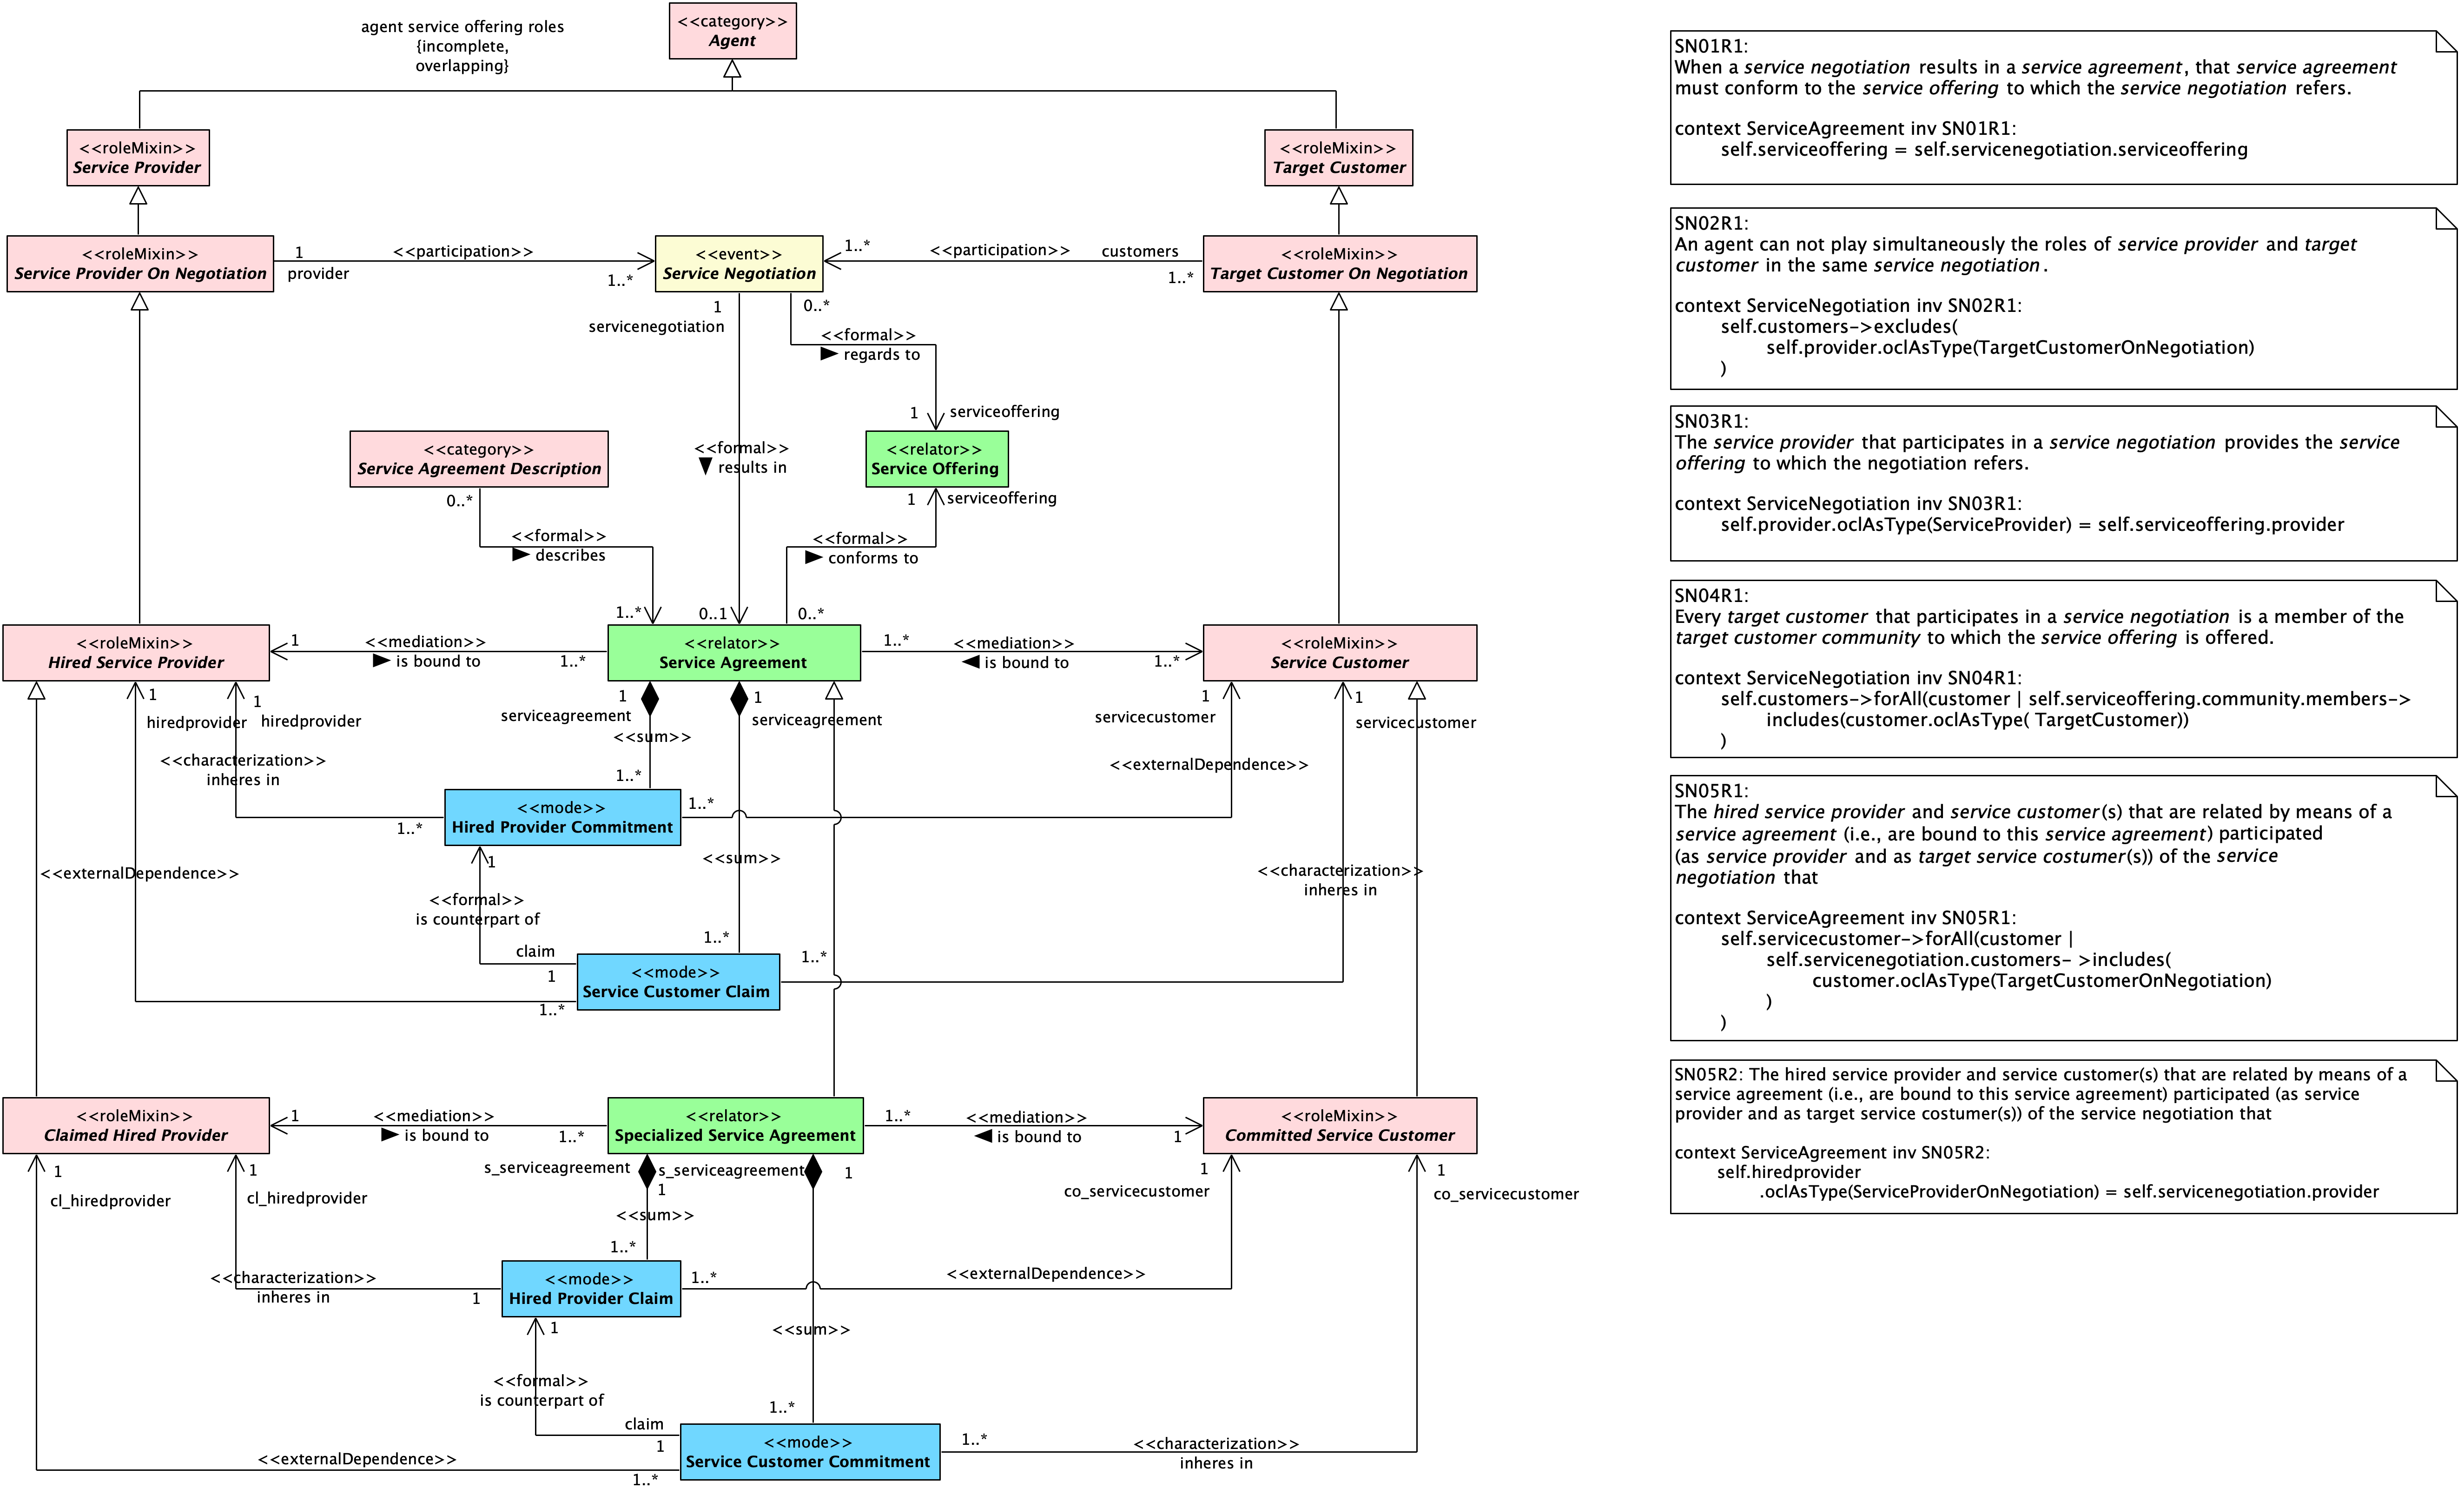 agent service offering roles
{incomplete,
overlapping}
<<category>>
Agent
<<roleMixin>>
Service Provider
<<roleMixin>>
Target Customer
<<roleMixin>>
Service Provider On Negotiation
1
provider
<<participation>>
1..*
<<event>>
Service Negotiation
1..*
<<participation>>
customers
1..*
<<roleMixin>>
Target Customer On Negotiation
1
servicenegotiation
0..*
<<formal>>
regards to
1
serviceoffering
<<category>>
Service Agreement Description
0..*
<<formal>>
results in
<<relator>>
Service Offering
1
serviceoffering
<<formal>>
describes
<<formal>>
conforms to
1..*
0..1
0..*
<<roleMixin>>
Hired Service Provider
1
<<mediation>>
is bound to
1..*
<<relator>>
Service Agreement
1..*
<<mediation>>
is bound to
1..*
<<roleMixin>>
Service Customer
1
hiredprovider
1
hiredprovider
1
serviceagreement
1
serviceagreement
1
servicecustomer
1
servicecustomer
<<sum>>
<<characterization>>
inheres in
1..*
<<externalDependence>>
<<mode>>
Hired Provider Commitment
1..*
1..*
1
<<sum>>
<<externalDependence>>
<<characterization>>
inheres in
<<formal>>
is counterpart of
1..*
claim
1
<<mode>>
Service Customer Claim
1..*
1..*
<<roleMixin>>
Claimed Hired Provider
1
<<mediation>>
is bound to
1..*
<<relator>>
Specialized Service Agreement
1..*
<<mediation>>
is bound to
1
<<roleMixin>>
Committed Service Customer
1
cl_hiredprovider
1
cl_hiredprovider
s_serviceagreement
1
s_serviceagreement
1
1
co_servicecustomer
1
co_servicecustomer
<<sum>>
1..*
<<characterization>>
inheres in
1
<<mode>>
Hired Provider Claim
1..*
<<externalDependence>>
1
<<sum>>
<<formal>>
is counterpart of
1..*
claim
1
<<mode>>
Service Customer Commitment
1..*
<<characterization>>
inheres in
<<externalDependence>>
1..*
SN01R1:
When a service negotiation results in a service agreement, that service agreement
must conform to the service offering to which the service negotiation refers.
context ServiceAgreement inv SN01R1:
self.serviceoffering = self.servicenegotiation.serviceoffering
SN02R1:
An agent can not play simultaneously the roles of service provider and target
customer in the same service negotiation.
context ServiceNegotiation inv SN02R1:
self.customers->excludes(
self.provider.oclAsType(TargetCustomerOnNegotiation)
)
SN03R1:
The service provider that participates in a service negotiation provides the service
offering to which the negotiation refers.
context ServiceNegotiation inv SN03R1:
self.provider.oclAsType(ServiceProvider) = self.serviceoffering.provider
SN04R1:
Every target customer that participates in a service negotiation is a member of the
target customer community to which the service offering is offered.
context ServiceNegotiation inv SN04R1:
self.customers->forAll(customer | self.serviceoffering.community.members->
includes(customer.oclAsType( TargetCustomer))
)
SN05R1:
The hired service provider and service customer(s) that are related by means of a
service agreement (i.e., are bound to this service agreement) participated
(as service provider and as target service costumer(s)) of the service
negotiation that
context ServiceAgreement inv SN05R1:
self.servicecustomer->forAll(customer |
self.servicenegotiation.customers- >includes(
customer.oclAsType(TargetCustomerOnNegotiation)
)
)
SN05R2: The hired service provider and service customer(s) that are related by means of a
service agreement (i.e., are bound to this service agreement) participated (as service
provider and as target service costumer(s)) of the service negotiation that
context ServiceAgreement inv SN05R2:
self.hiredprovider
.oclAsType(ServiceProviderOnNegotiation) = self.servicenegotiation.provider